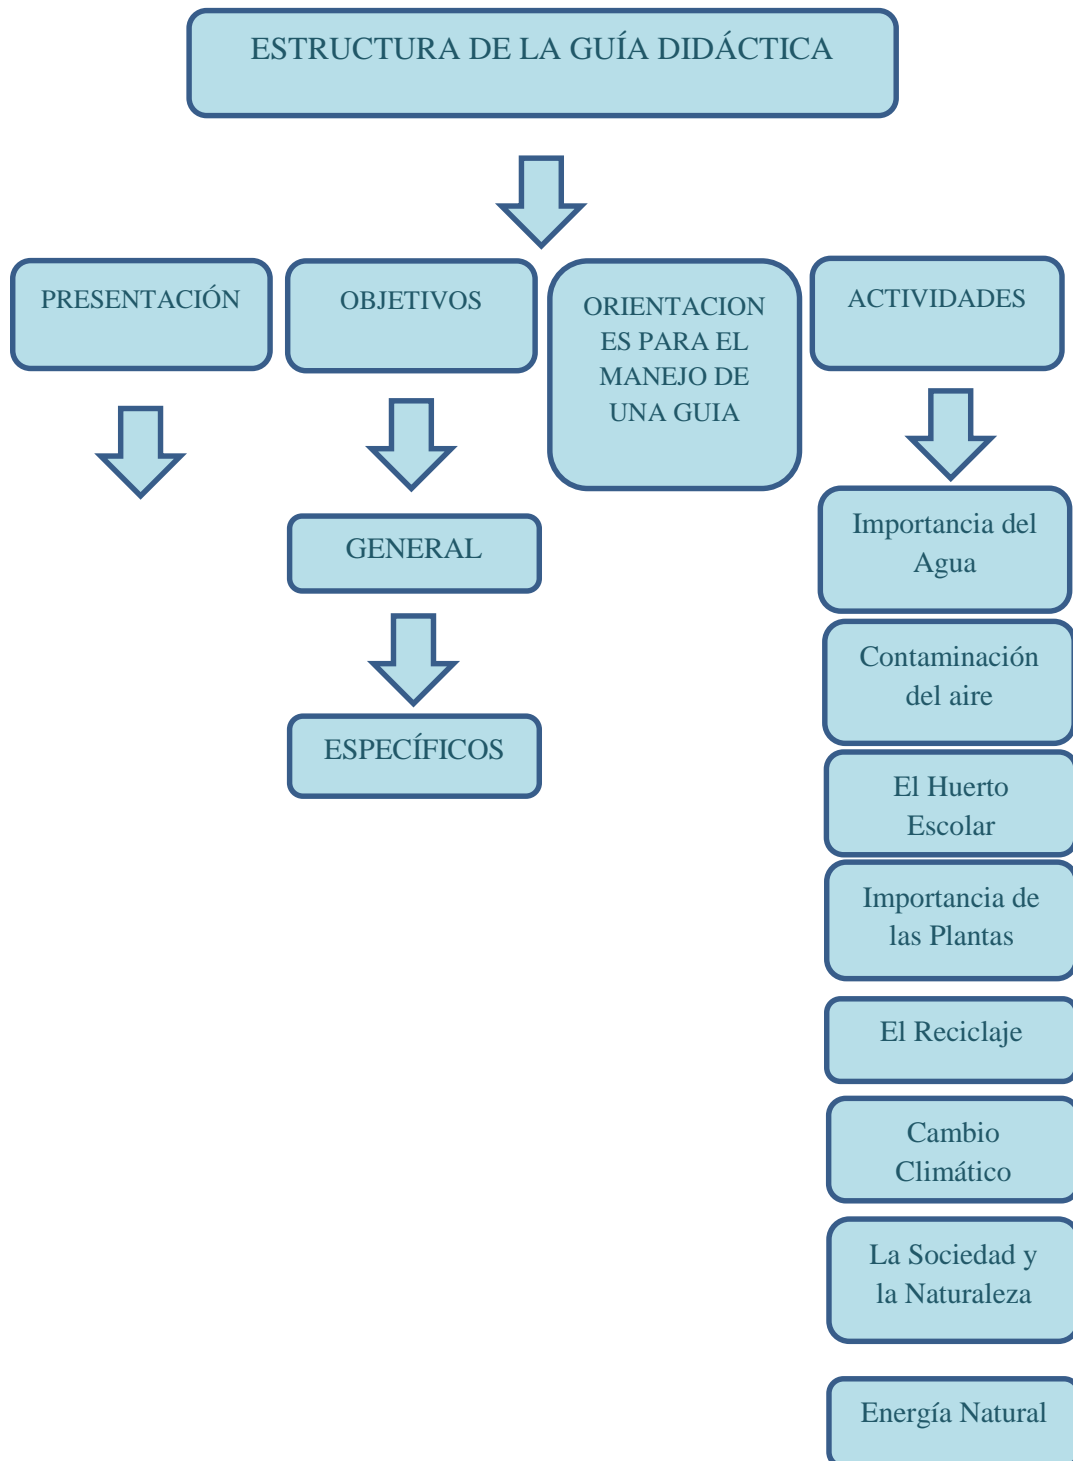 ESTRUCTURA DE LA GUÍA DIDÁCTICA
PRESENTACIÓN
OBJETIVOS
ORIENTACION
ES PARA EL
MANEJO DE
UNA GUIA
ACTIVIDADES
GENERAL
ESPECÍFICOS
Importancia del
Agua
Contaminación
del aire
El Huerto
Escolar
Importancia de
las Plantas
El Reciclaje
Cambio
Climático
La Sociedad y
la Naturaleza
Energía Natural